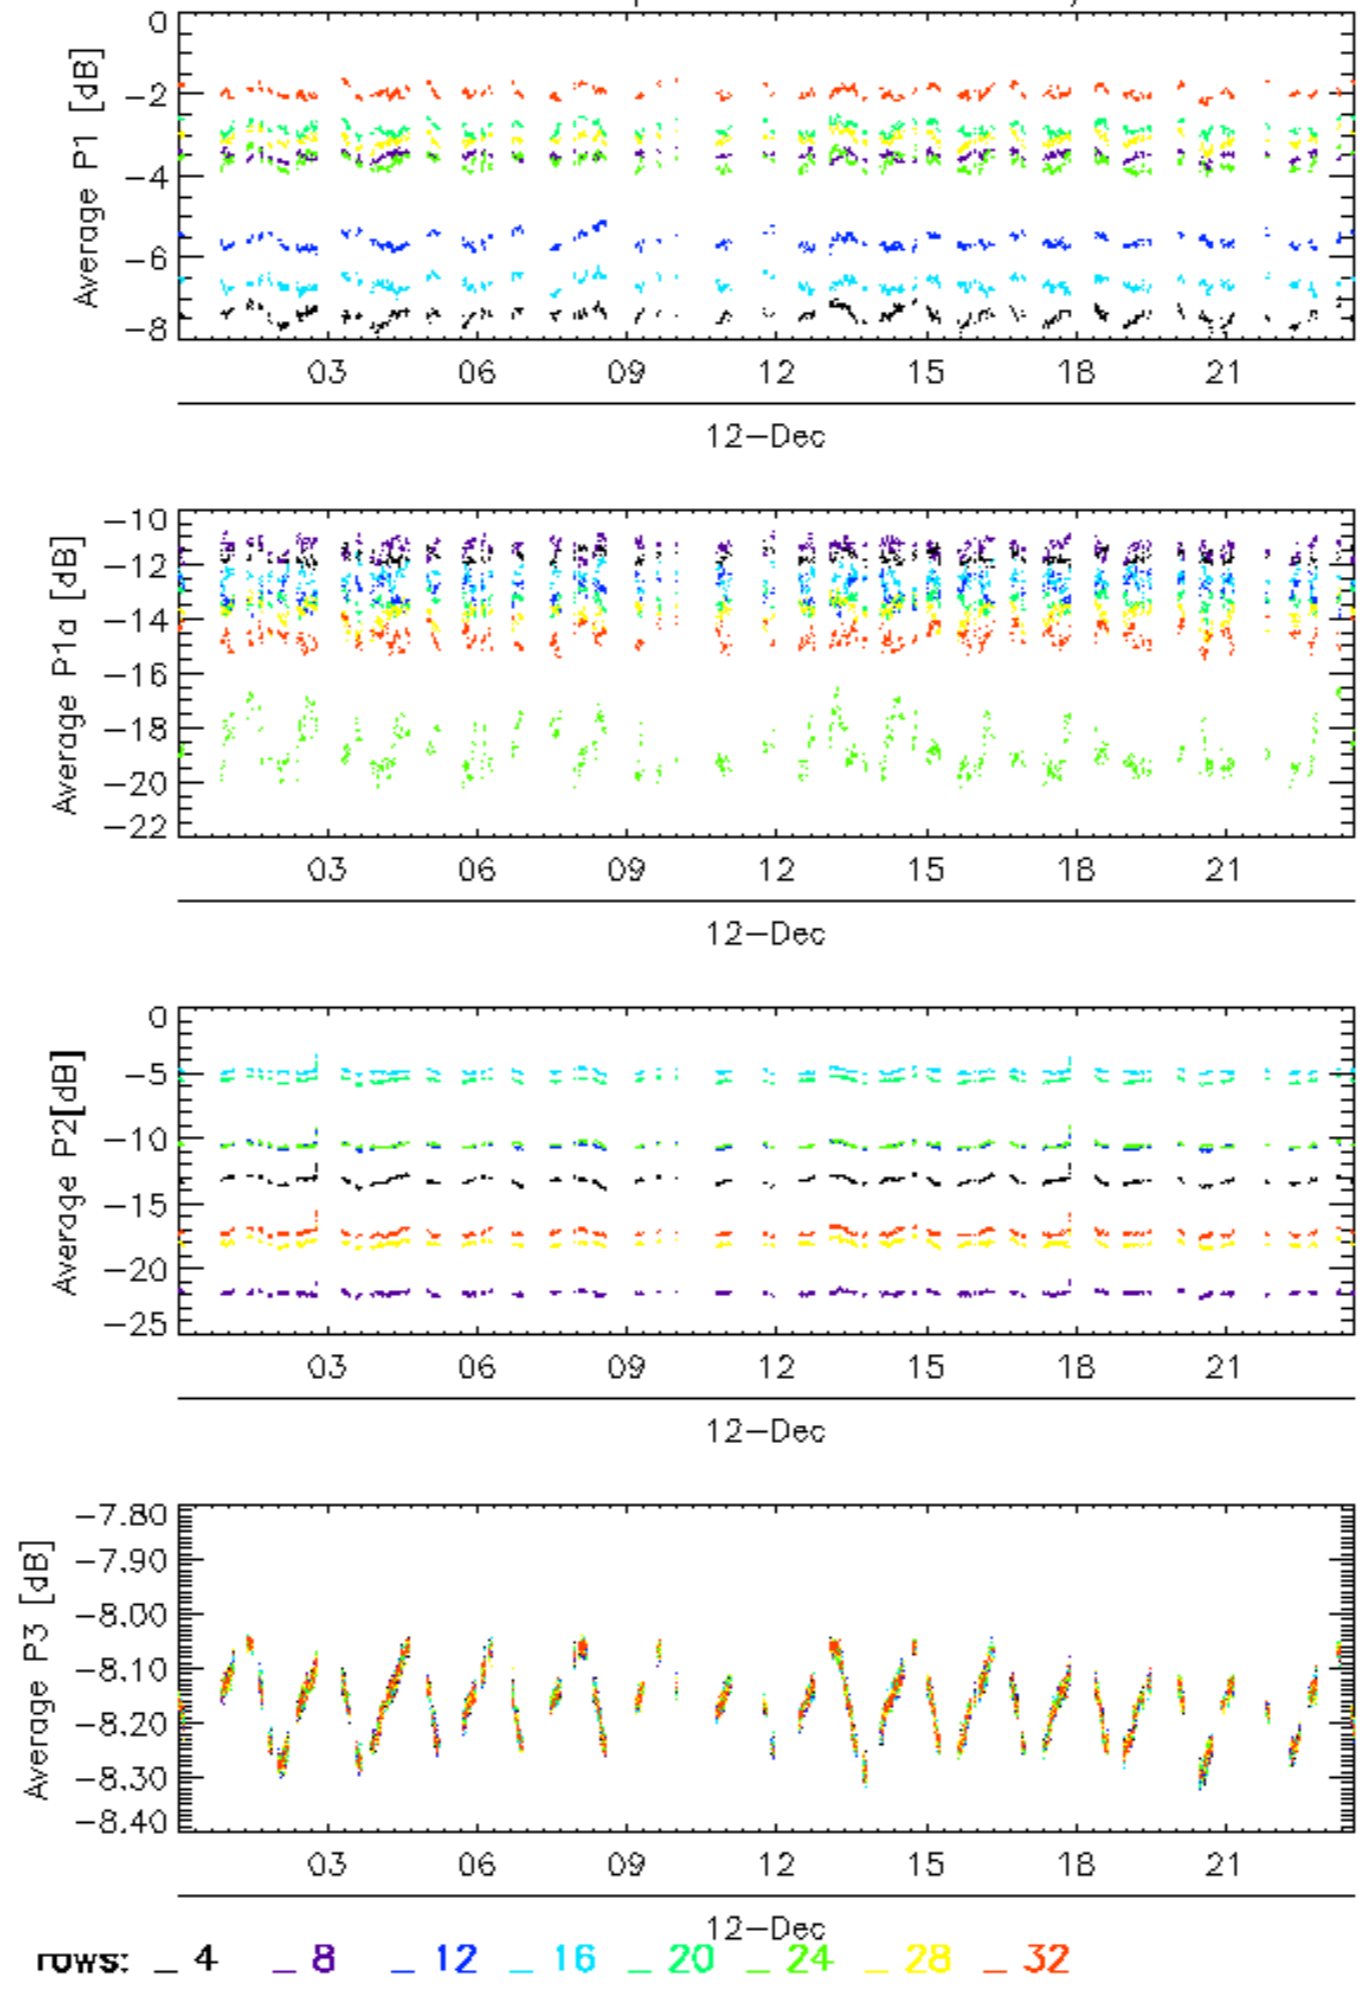 0
-2
-4
-6
-8
Average P1 [dB]
03 06 09 12 15 18 21
12-Dec
-10
-12
-14
-16
-18
-20
-22
Average P1a [dB]
03 06 09 12 15 18 21
12-Dec
0
-5
-10
-15
-20
-25
Average P2[dB]
03 06 09 12 15 18 21
12-Dec
-7.80
-7.90
-8.00
-8.10
-8.20
-8.30
-8.40
Average P3 [dB]
03 06 09 12 15 18 21
12-Dec
rows: _ 4 _ 8 _ 12 _ 16 _ 20 _ 24 _ 28 _ 32